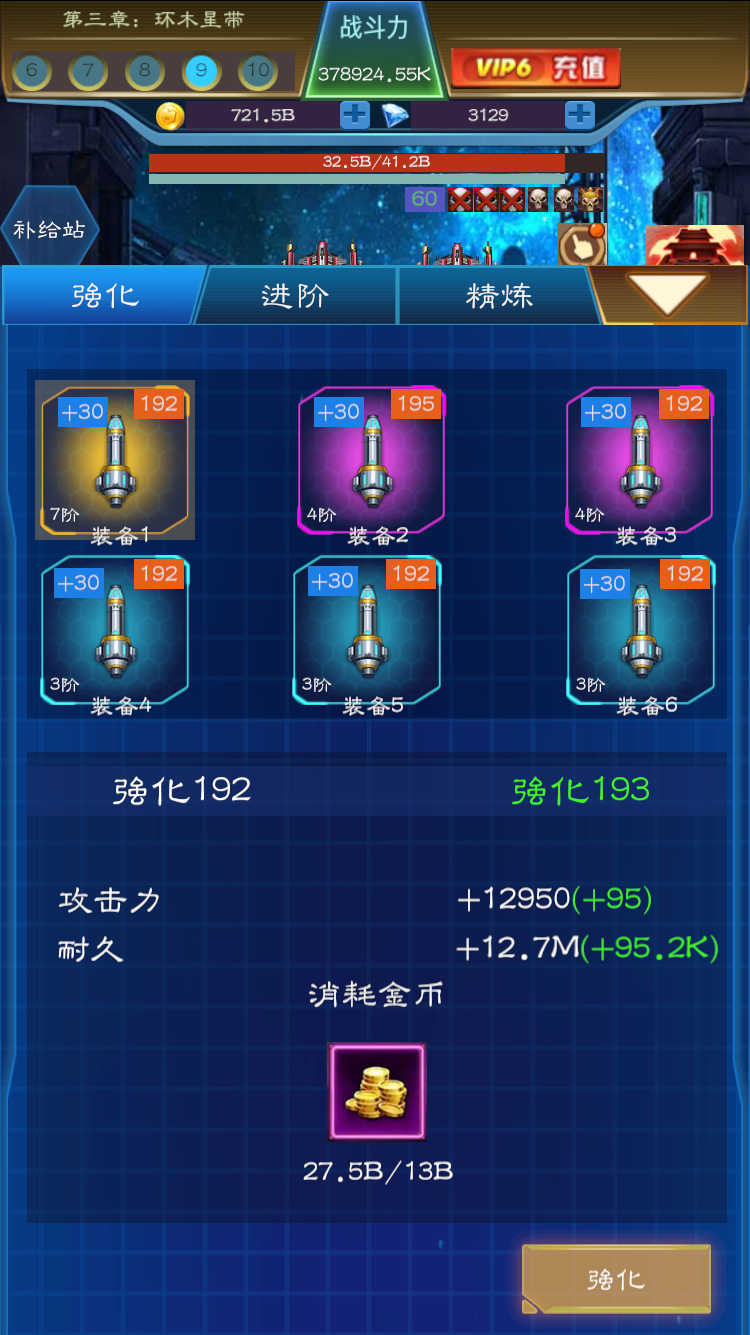 第三章：环木星带
战斗力
378924.55K
VIP6 充值
6 7 8 9 10
721.5B
3129
32.5B/41.2B
60
补给站
强化
进阶
精炼
+30 192
7阶
装备1
+30 195
4阶
装备2
+30 192
4阶
装备3
+30 192
3阶
装备4
+30 192
3阶
装备5
+30 192
3阶
装备6
强化192
强化193
攻击力 +12950(+95)
耐久 +12.7M(+95.2K)
消耗金币
27.5B/13B
强化